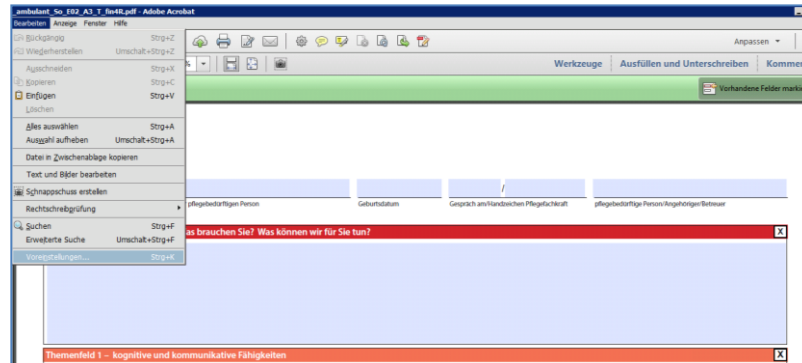 ambulant_So_E02_A3_T_fin4R.pdf - Adobe Acrobat
Bearbeiten Anzeige Fenster Hilfe
Rückgängig Strg+Z
Wiederherstellen Umschalt+Strg+Z
Ausschneiden Strg+X
Kopieren Strg+C
Einfügen Strg+V
Löschen
Alles auswählen Strg+A
Auswahl aufheben Umschalt+Strg+A
Datei in Zwischenablage kopieren
Text und Bilder bearbeiten
Schnappschuss erstellen
Rechtschreibprüfung
Suchen Strg+F
Erweiterte Suche Umschalt+Strg+F
Voreinstellungen... Strg+K
Anpassen
%
Werkzeuge Ausfüllen und Unterschreiben Kommen
Vorhandene Felder markie
/
pflegebedürftigen Person Geburtsdatum Gespräch am/Handzeichen Pflegefachkraft pflegebedürftige Person/Angehöriger/Betreuer
as brauchen Sie? Was können wir für Sie tun? X
Themenfeld 1 – kognitive und kommunikative Fähigkeiten X